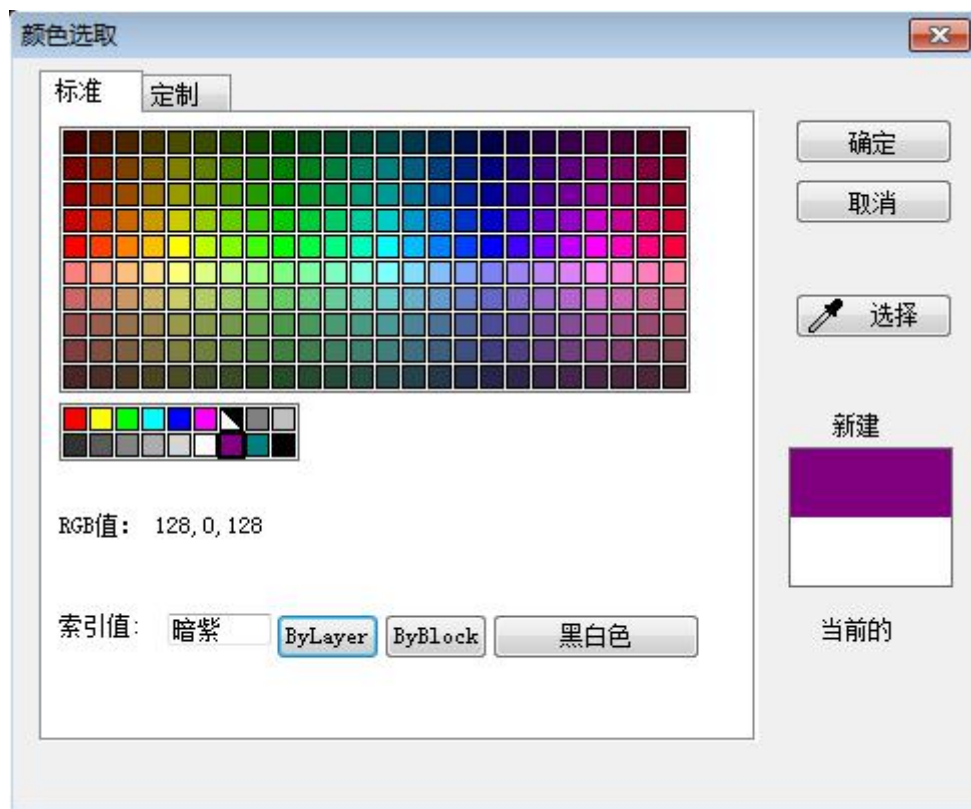 颜色选取
标准 定制
确定
取消
选择
新建
RGB值: 128,0,128
索引值: 暗紫 ByLayer ByBlock 黑白色
当前的